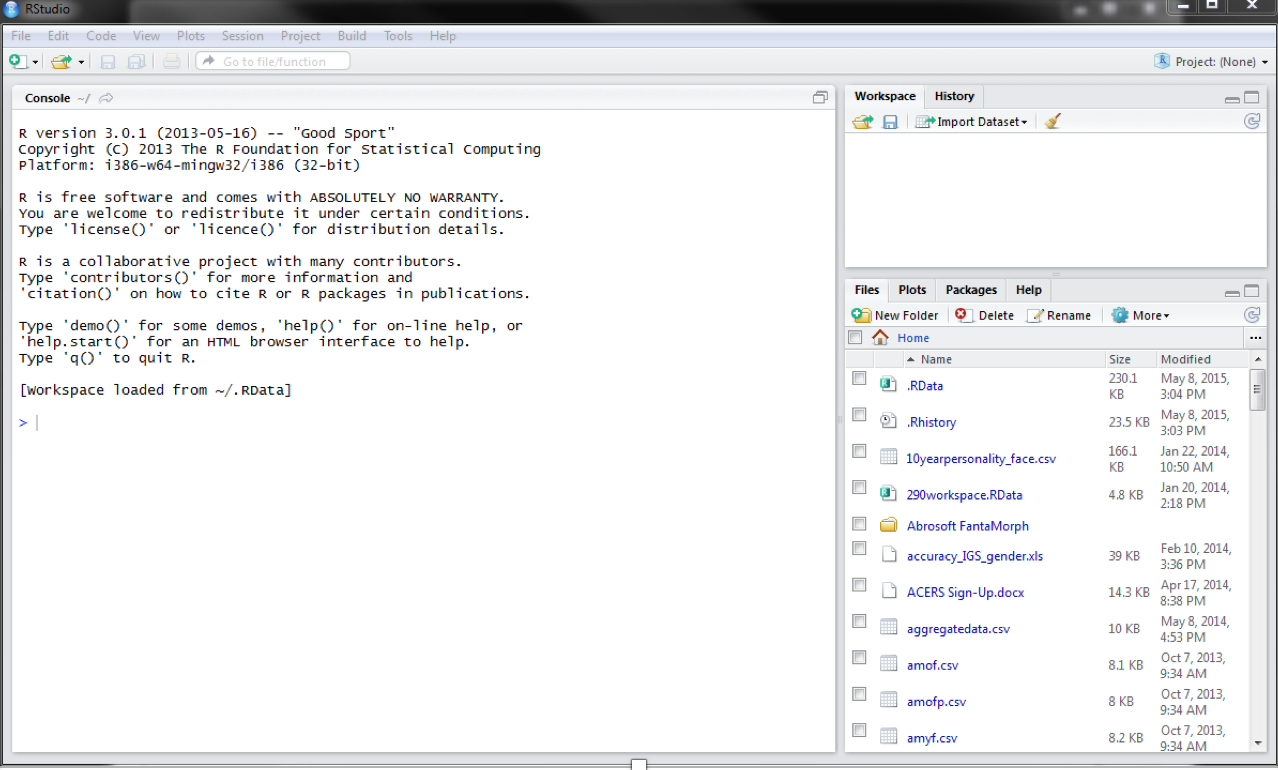 RStudio
File Edit Code View Plots Session Project Build Tools Help
Go to file/function
Project: (None)
Console ~/
R version 3.0.1 (2013-05-16) -- "Good Sport"
Copyright (C) 2013 The R Foundation for Statistical Computing
Platform: i386-w64-mingw32/i386 (32-bit)
R is free software and comes with ABSOLUTELY NO WARRANTY.
You are welcome to redistribute it under certain conditions.
Type 'license()' or 'licence()' for distribution details.
R is a collaborative project with many contributors.
Type 'contributors()' for more information and
'citation()' on how to cite R or R packages in publications.
Type 'demo()' for some demos, 'help()' for on-line help, or
'help.start()' for an HTML browser interface to help.
Type 'q()' to quit R.
[Workspace loaded from ~/.RData]
>
Workspace History
Import Dataset
Files Plots Packages Help
New Folder Delete Rename More
Home ...
Name Size Modified
.RData 230.1 KB May 8, 2015, 3:04 PM
.Rhistory 23.5 KB May 8, 2015, 3:03 PM
10yearpersonality_face.csv 166.1 KB Jan 22, 2014, 10:50 AM
290workspace.RData 4.8 KB Jan 20, 2014, 2:18 PM
Abrosoft FantaMorph
accuracy_IGS_gender.xls 39 KB Feb 10, 2014, 3:36 PM
ACERS Sign-Up.docx 14.3 KB Apr 17, 2014, 8:38 PM
aggregatedata.csv 10 KB May 8, 2014, 4:53 PM
amof.csv 8.1 KB Oct 7, 2013, 9:34 AM
amofp.csv 8 KB Oct 7, 2013, 9:34 AM
amyf.csv 8.2 KB Oct 7, 2013, 9:34 AM